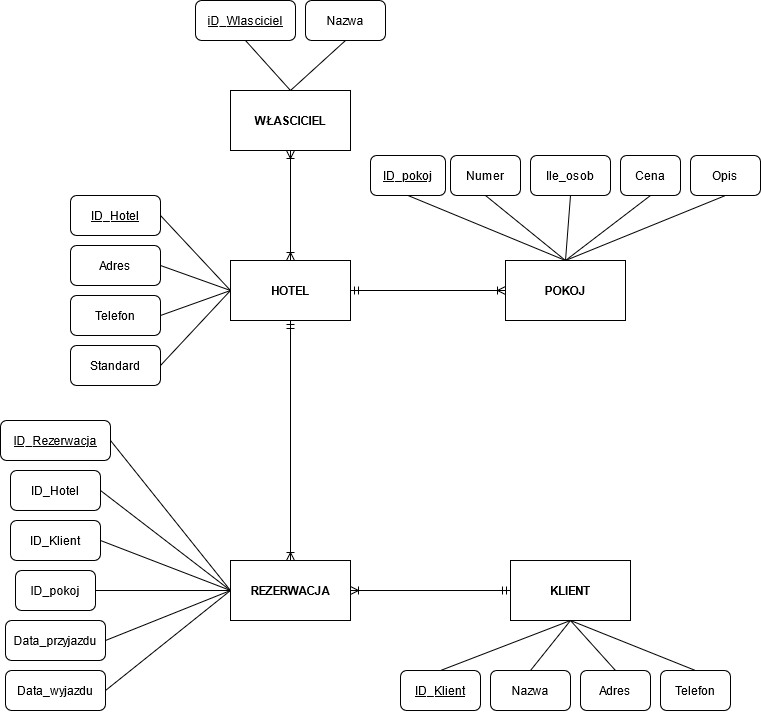 iD_Wlasciciel
Nazwa
WŁASCICIEL
ID_pokoj
Numer
Ile_osob
Cena
Opis
ID_Hotel
Adres
Telefon
Standard
HOTEL
POKOJ
ID_Rezerwacja
ID_Hotel
ID_Klient
ID_pokoj
Data_przyjazdu
Data_wyjazdu
REZERWACJA
KLIENT
ID_Klient
Nazwa
Adres
Telefon